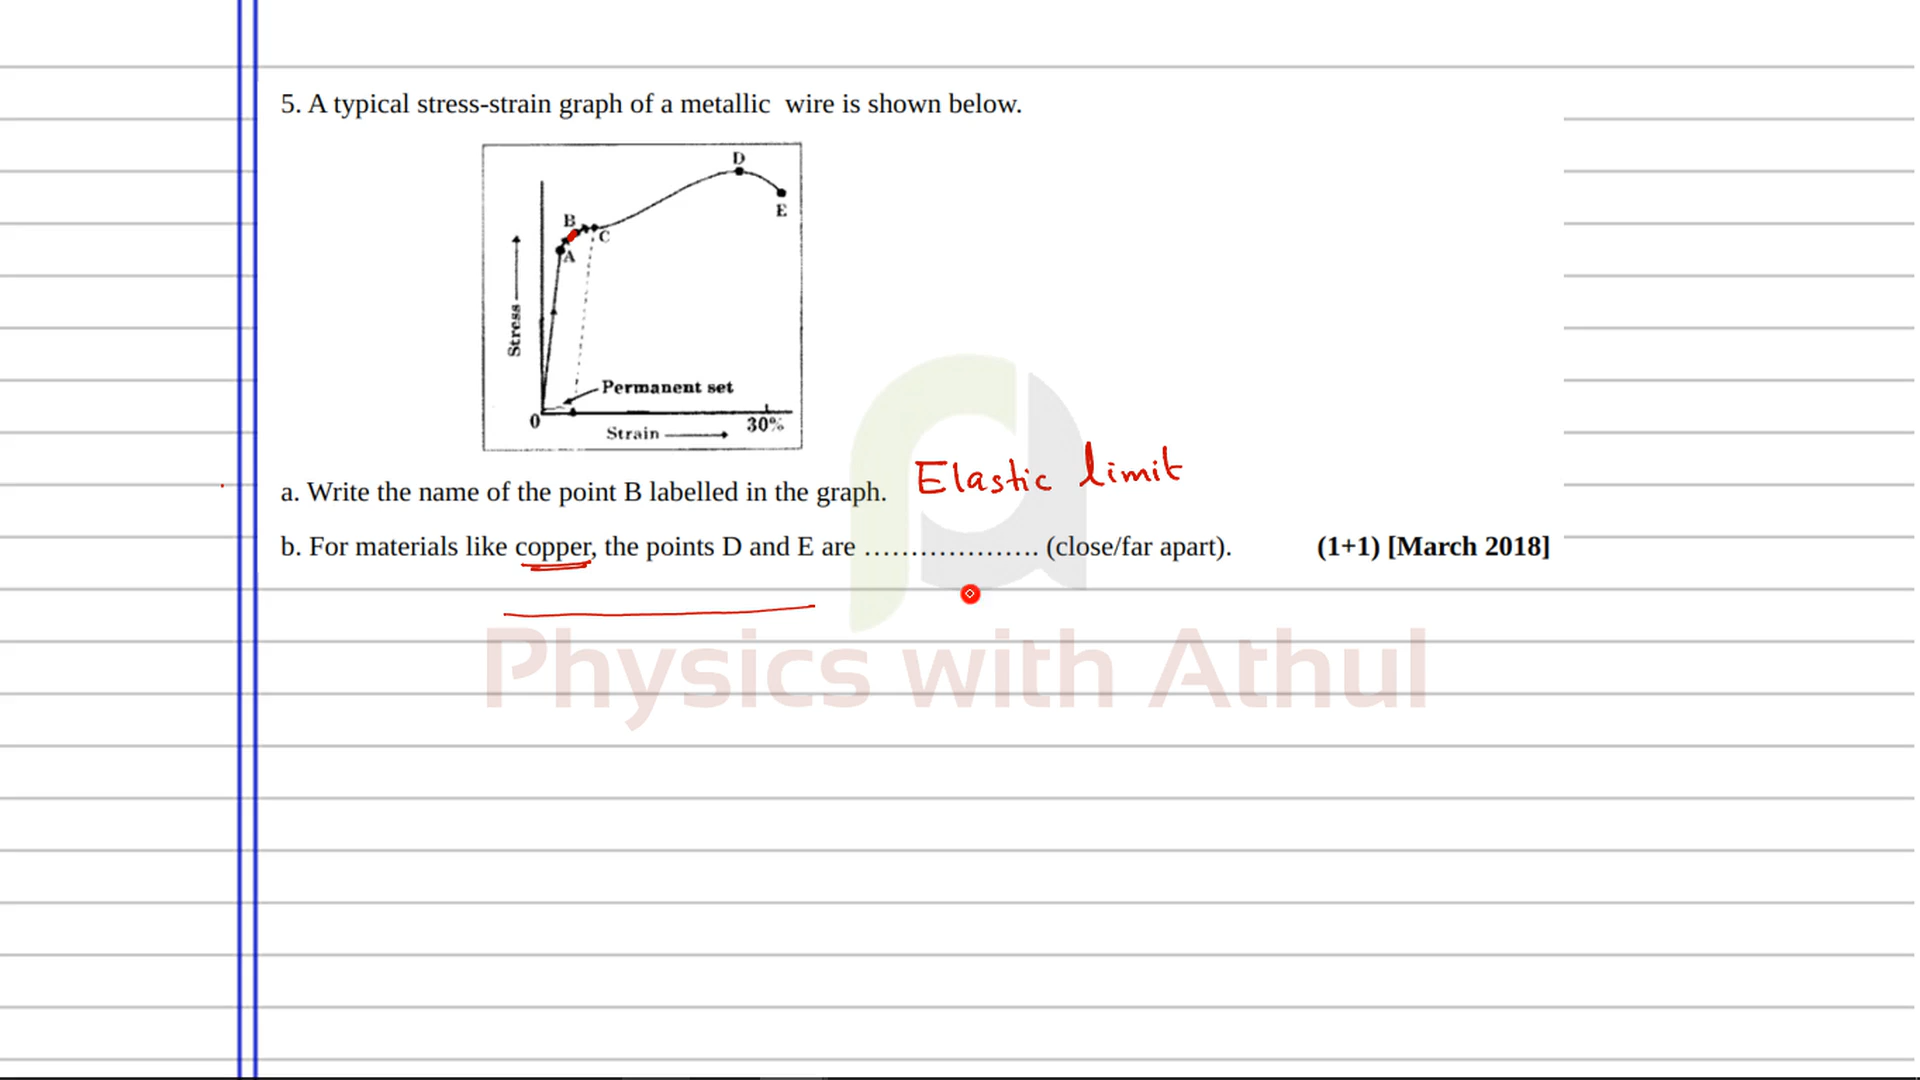 5. A typical stress-strain graph of a metallic wire is shown below.
D
E
B
C
A
Stress
Permanent set
0
30%
Strain
a. Write the name of the point B labelled in the graph. Elastic limit
b. For materials like copper, the points D and E are ………………. (close/far apart). (1+1) [March 2018]
Physics with Athul